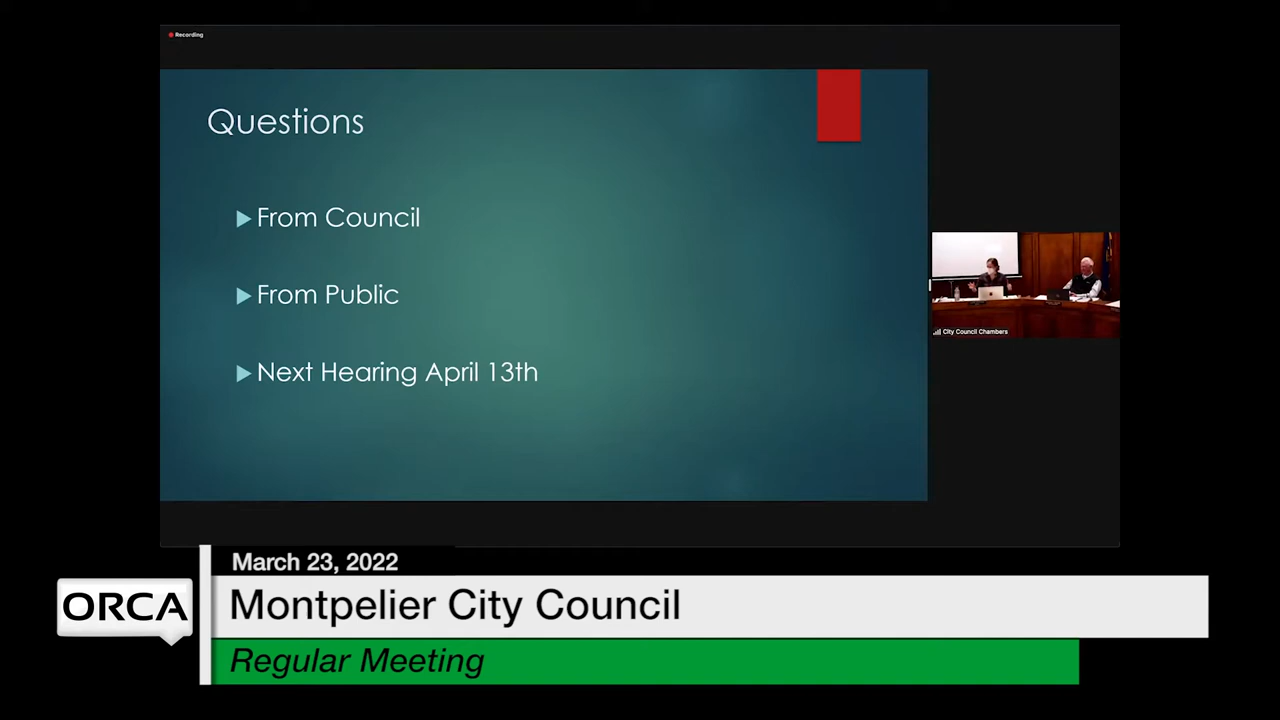 Recording
Questions
From Council
From Public
Next Hearing April 13th
City Council Chambers
March 23, 2022
ORCA
Montpelier City Council
Regular Meeting